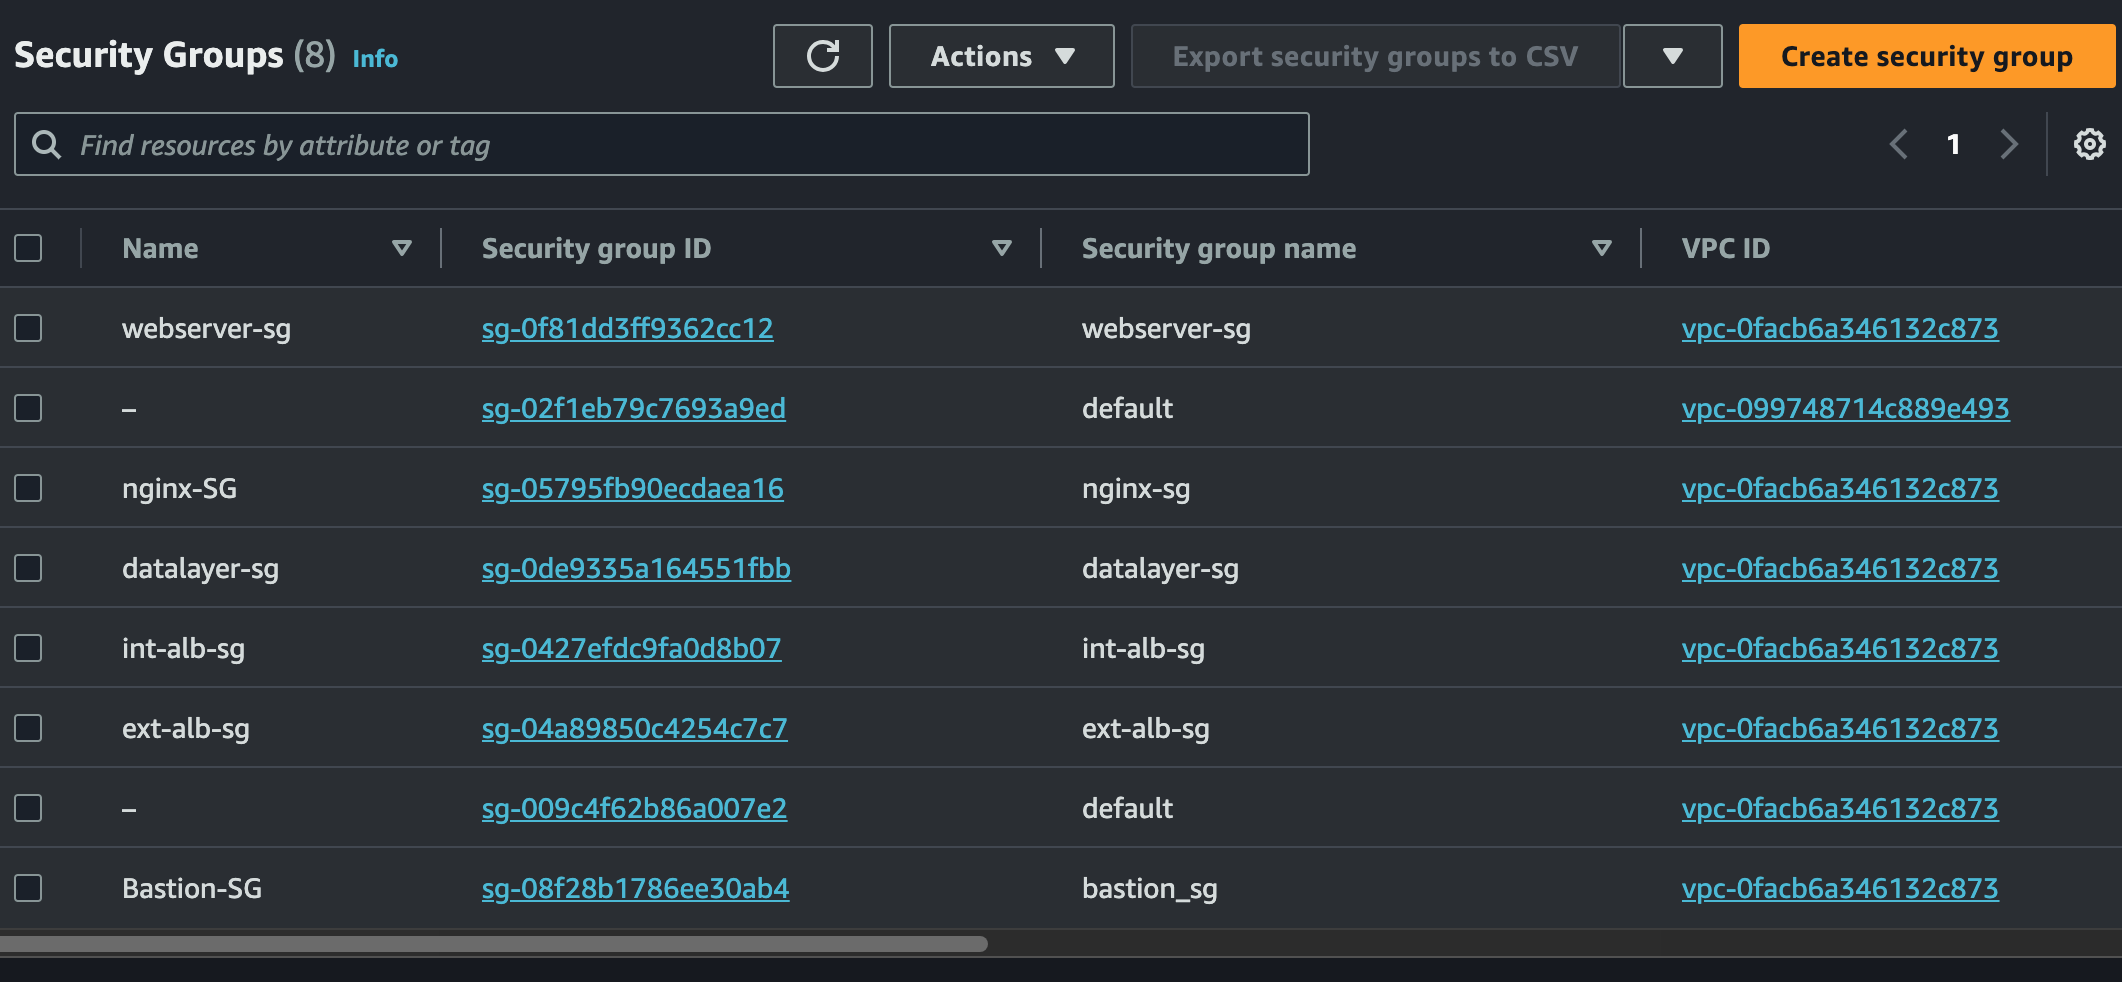 Security Groups (8) Info
Actions
Export security groups to CSV
Create security group
Find resources by attribute or tag
1
Name Security group ID Security group name VPC ID
webserver-sg sg-0f81dd3ff9362cc12 webserver-sg vpc-0facb6a346132c873
– sg-02f1eb79c7693a9ed default vpc-099748714c889e493
nginx-SG sg-05795fb90ecdaea16 nginx-sg vpc-0facb6a346132c873
datalayer-sg sg-0de9335a164551fbb datalayer-sg vpc-0facb6a346132c873
int-alb-sg sg-0427efdc9fa0d8b07 int-alb-sg vpc-0facb6a346132c873
ext-alb-sg sg-04a89850c4254c7c7 ext-alb-sg vpc-0facb6a346132c873
– sg-009c4f62b86a007e2 default vpc-0facb6a346132c873
Bastion-SG sg-08f28b1786ee30ab4 bastion_sg vpc-0facb6a346132c873